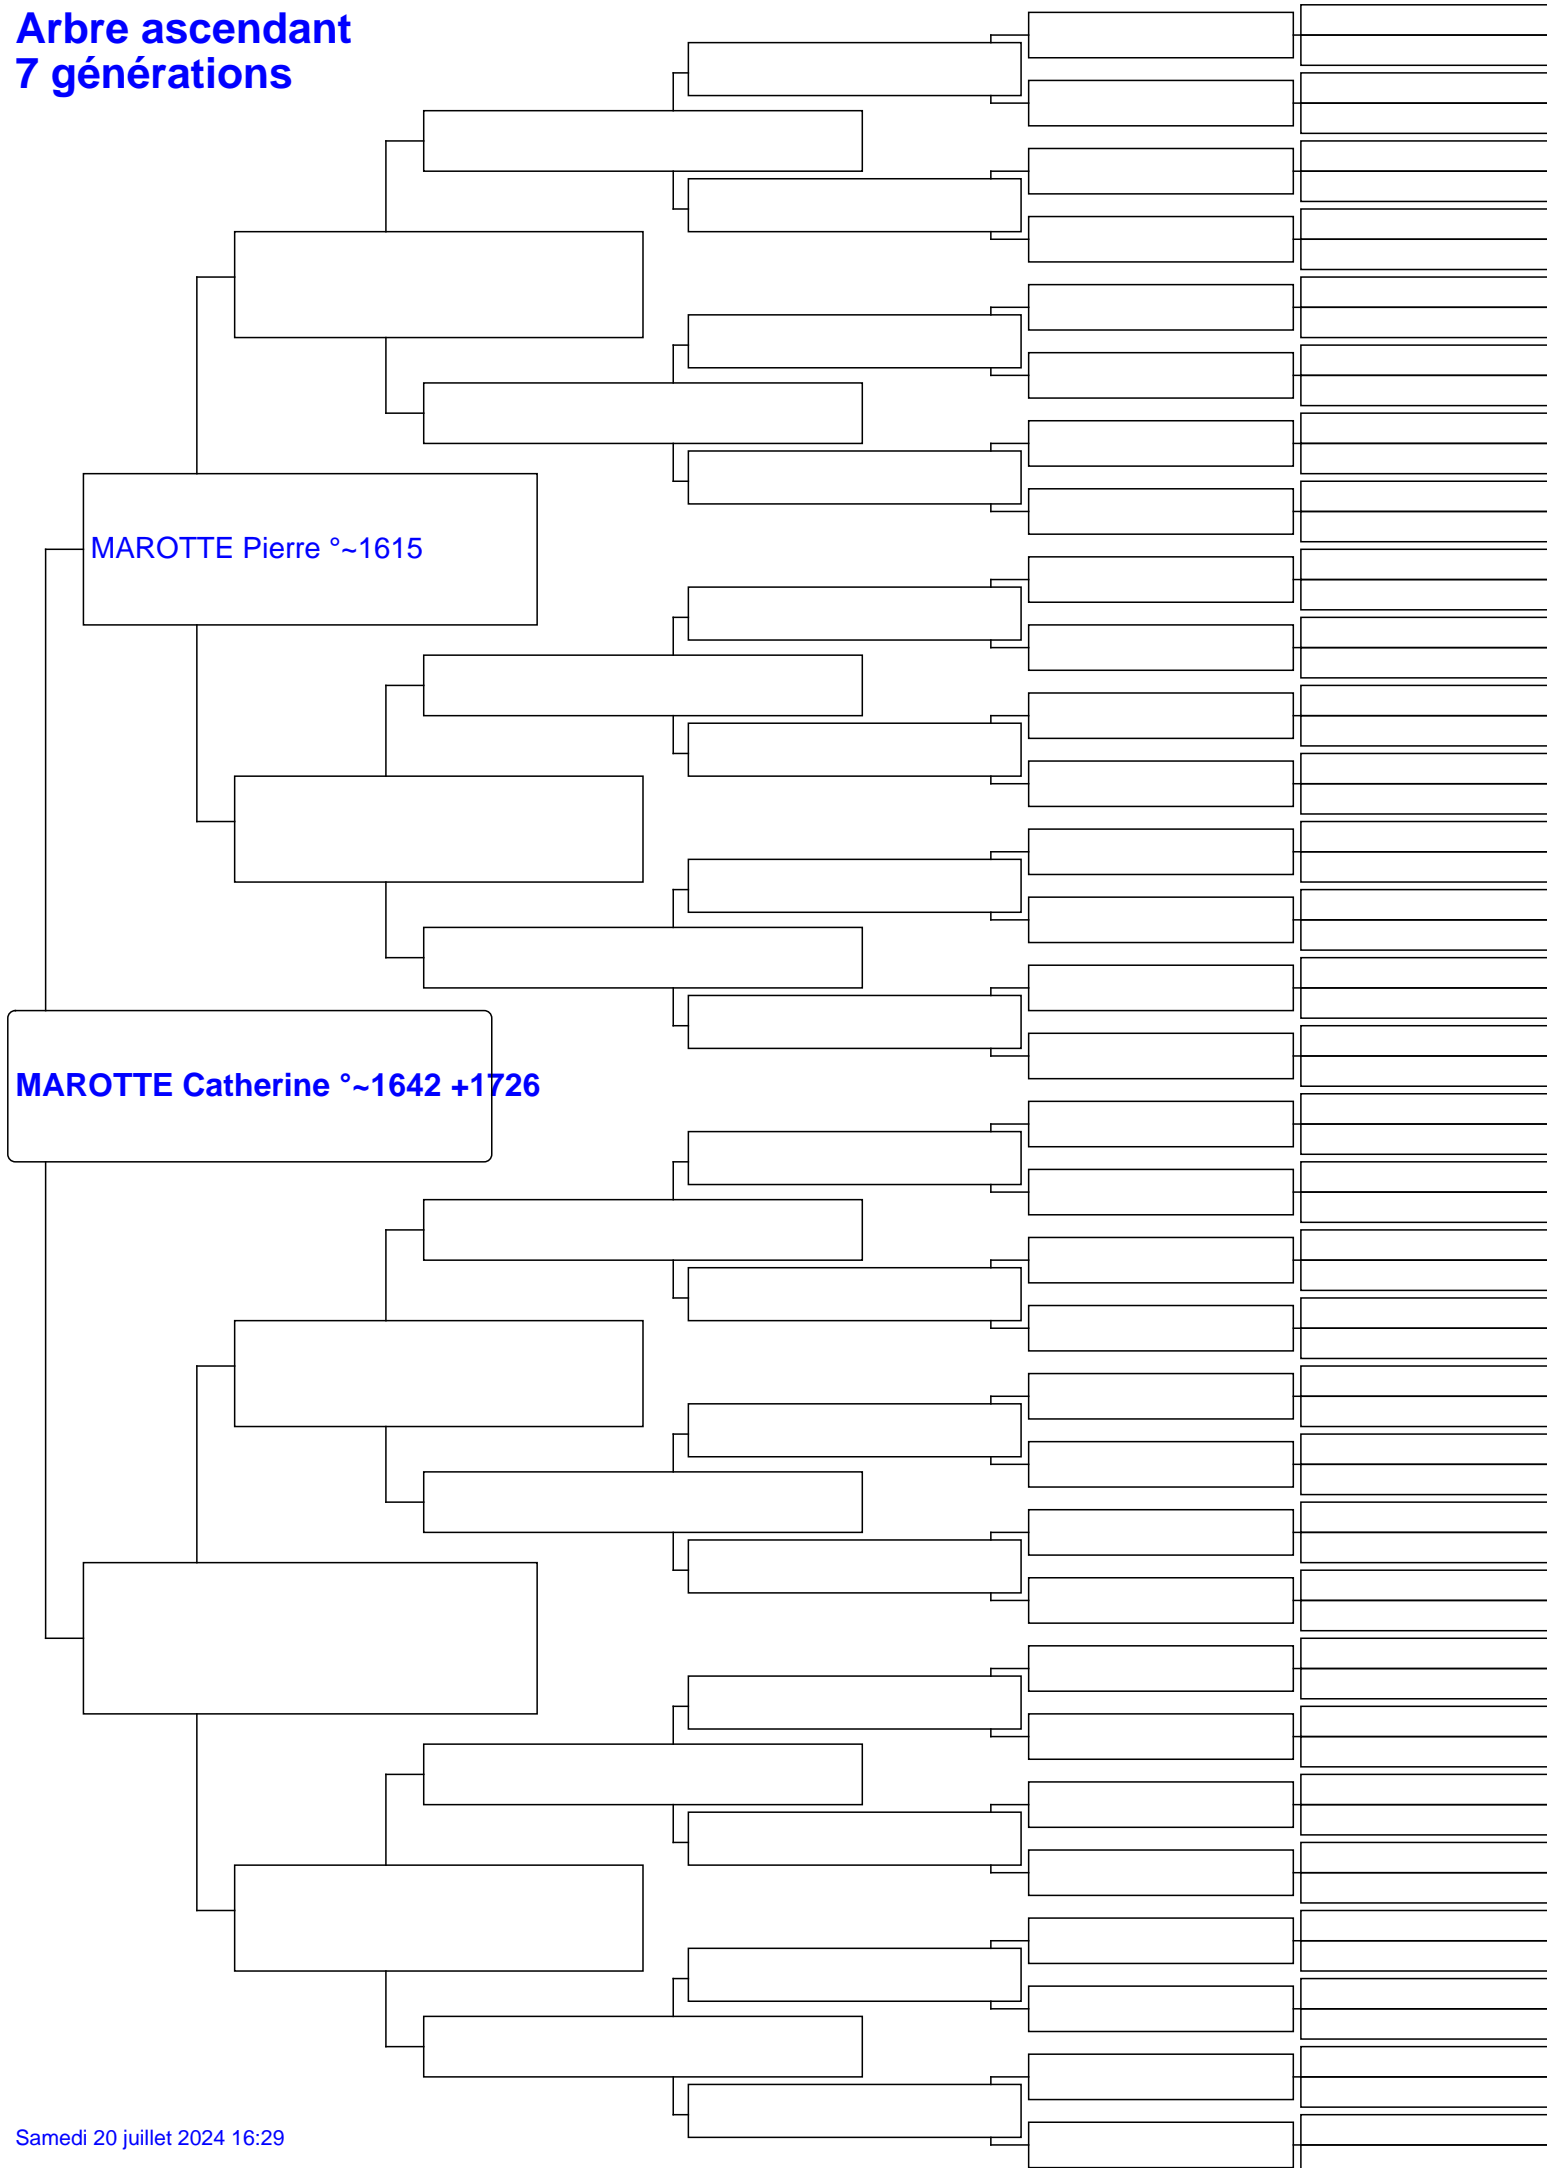 Arbre ascendant
7 générations
MAROTTE Pierre °~1615
MAROTTE Catherine °~1642 +1726
Samedi 20 juillet 2024 16:29